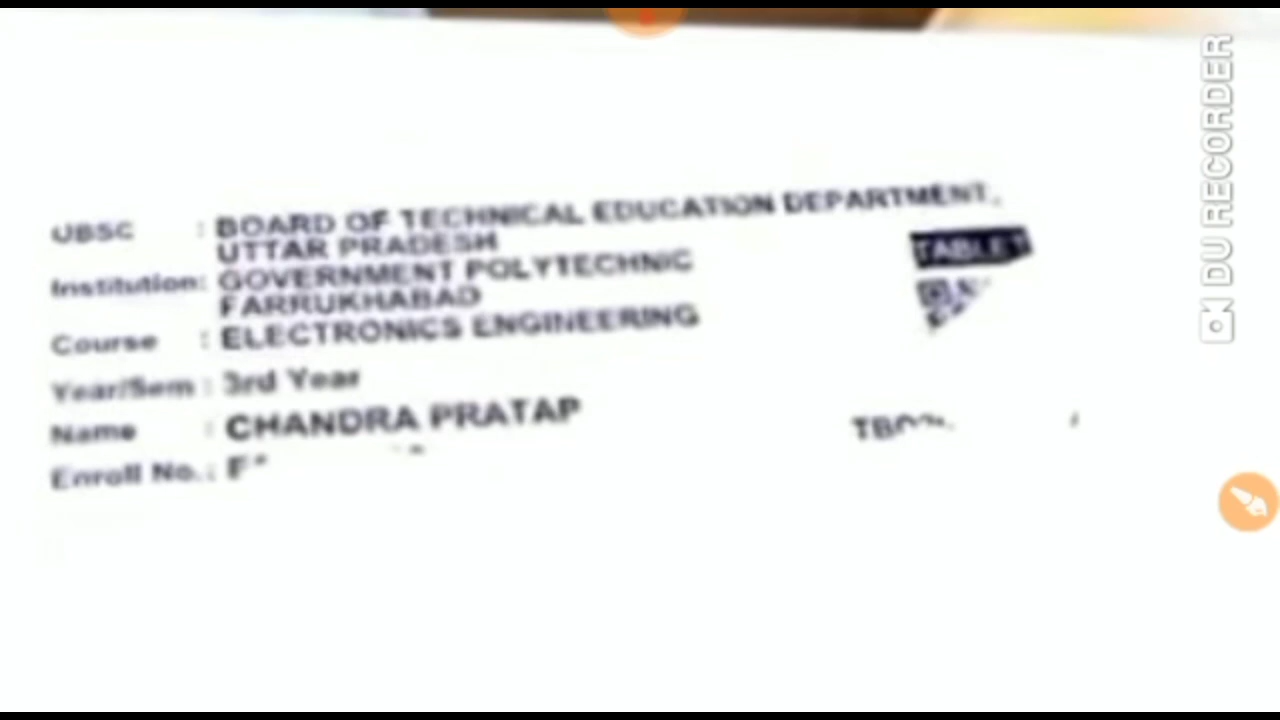 UBSC : BOARD OF TECHNICAL EDUCATION DEPARTMENT,
UTTAR PRADESH
Institution: GOVERNMENT POLYTECHNIC
FARRUKHABAD
Course : ELECTRONICS ENGINEERING
Year/Sem : 3rd Year
Name : CHANDRA PRATAP
Enroll No. :
TABLET
DU RECORDER